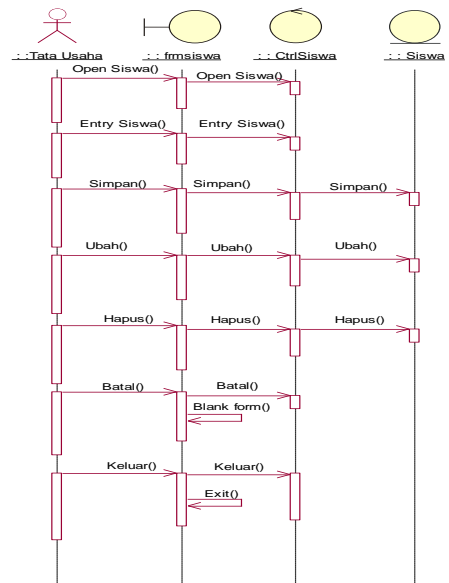 : :Tata Usaha : : frmsiswa : : CtrlSiswa : : Siswa
Open Siswa() Open Siswa()
Entry Siswa() Entry Siswa()
Simpan() Simpan() Simpan()
Ubah() Ubah() Ubah()
Hapus() Hapus() Hapus()
Batal() Batal()
Blank form()
Keluar() Keluar()
Exit()